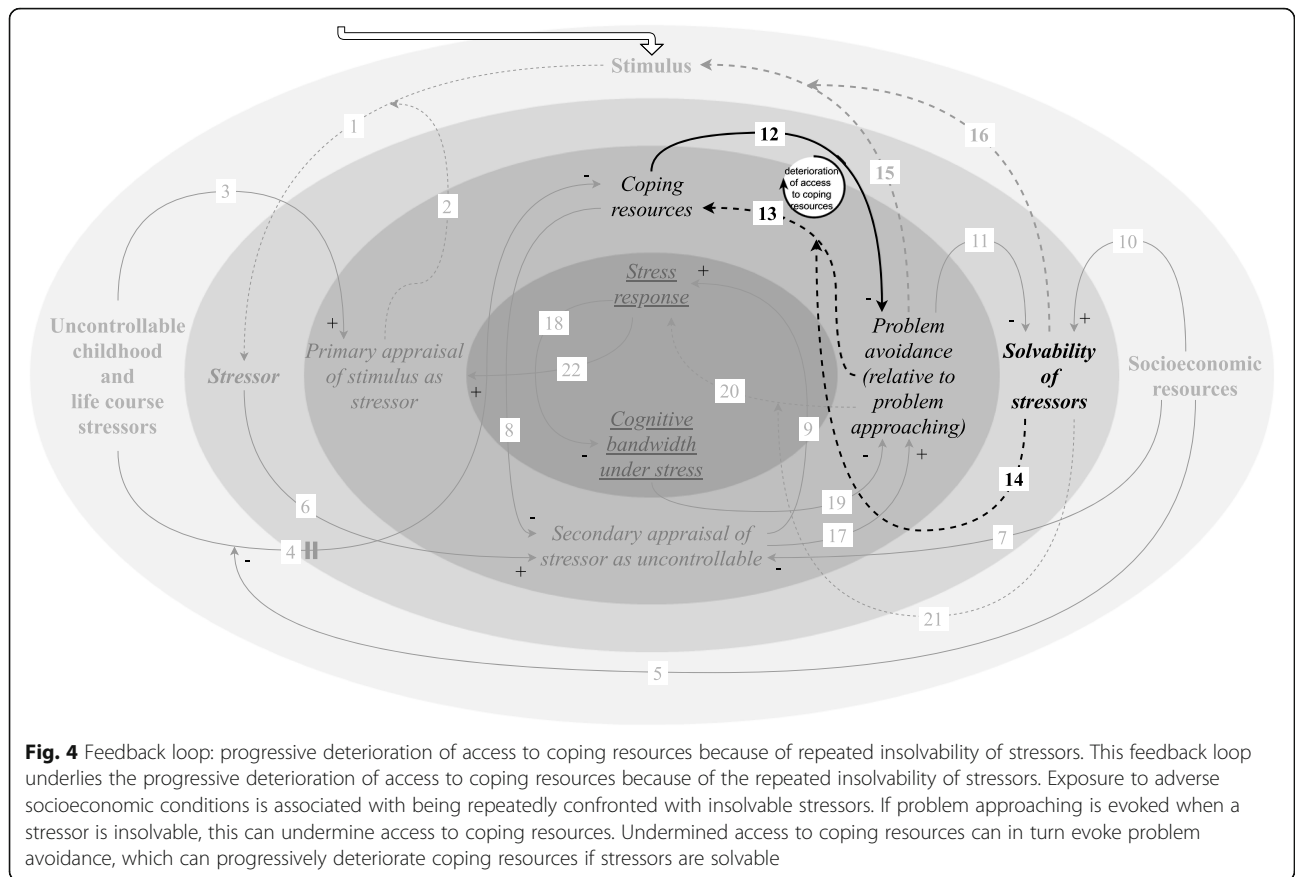 Stimulus
1
16
12
3
-
Coping
resources
deterioration
of access
to coping
resources
15
2
13
11
10
Stress
response
+
18
-
Problem
avoidance
(relative to
problem
approaching)
-
+
Solvability
of
stressors
Uncontrollable
childhood
and
life course
stressors
+
Stressor
Primary appraisal
of stimulus as
stressor
22
+
20
Socioeconomic
resources
8
Cognitive
bandwidth
under stress
-
9
-
+
14
6
19
-
Secondary appraisal of
stressor as uncontrollable
17
7
4
-
+
-
21
5
Fig. 4 Feedback loop: progressive deterioration of access to coping resources because of repeated insolvability of stressors. This feedback loop
underlies the progressive deterioration of access to coping resources because of the repeated insolvability of stressors. Exposure to adverse
socioeconomic conditions is associated with being repeatedly confronted with insolvable stressors. If problem approaching is evoked when a
stressor is insolvable, this can undermine access to coping resources. Undermined access to coping resources can in turn evoke problem
avoidance, which can progressively deteriorate coping resources if stressors are solvable